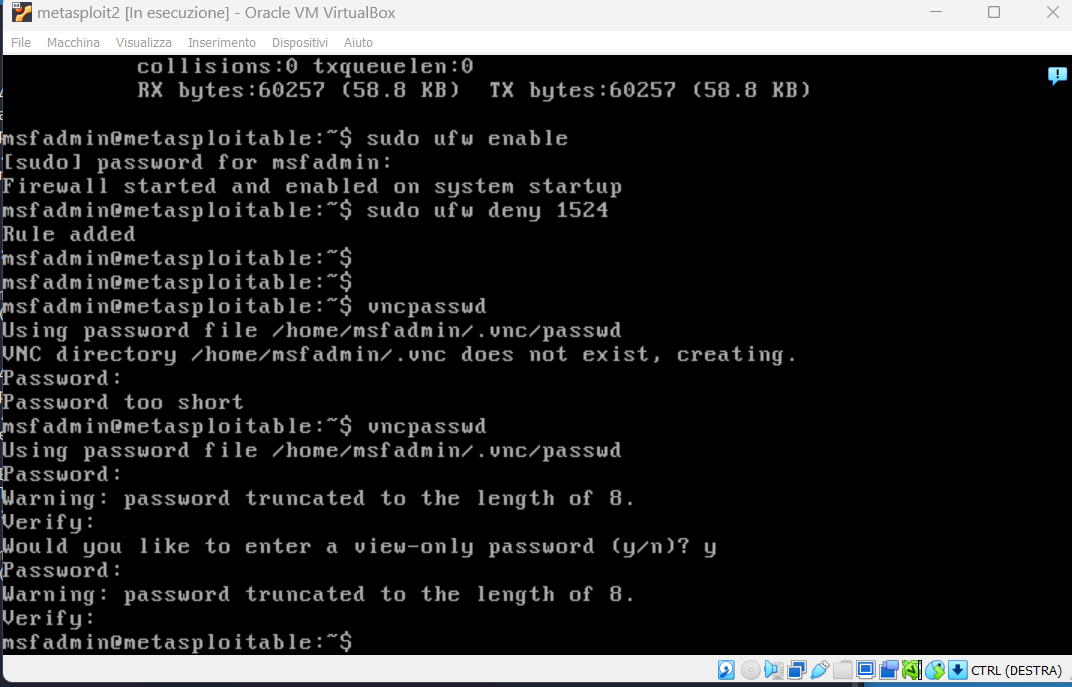 metasploit2 [In esecuzione] - Oracle VM VirtualBox
File Macchina Visualizza Inserimento Dispositivi Aiuto
collisions:0 txqueuelen:0
RX bytes:60257 (58.8 KB)  TX bytes:60257 (58.8 KB)
msfadmin@metasploitable:~$ sudo ufw enable
[sudo] password for msfadmin:
Firewall started and enabled on system startup
msfadmin@metasploitable:~$ sudo ufw deny 1524
Rule added
msfadmin@metasploitable:~$
msfadmin@metasploitable:~$
msfadmin@metasploitable:~$ vncpasswd
Using password file /home/msfadmin/.vnc/passwd
VNC directory /home/msfadmin/.vnc does not exist, creating.
Password:
Password too short
msfadmin@metasploitable:~$ vncpasswd
Using password file /home/msfadmin/.vnc/passwd
Password:
Warning: password truncated to the length of 8.
Verify:
Would you like to enter a view-only password (y/n)? y
Password:
Warning: password truncated to the length of 8.
Verify:
msfadmin@metasploitable:~$
CTRL (DESTRA)